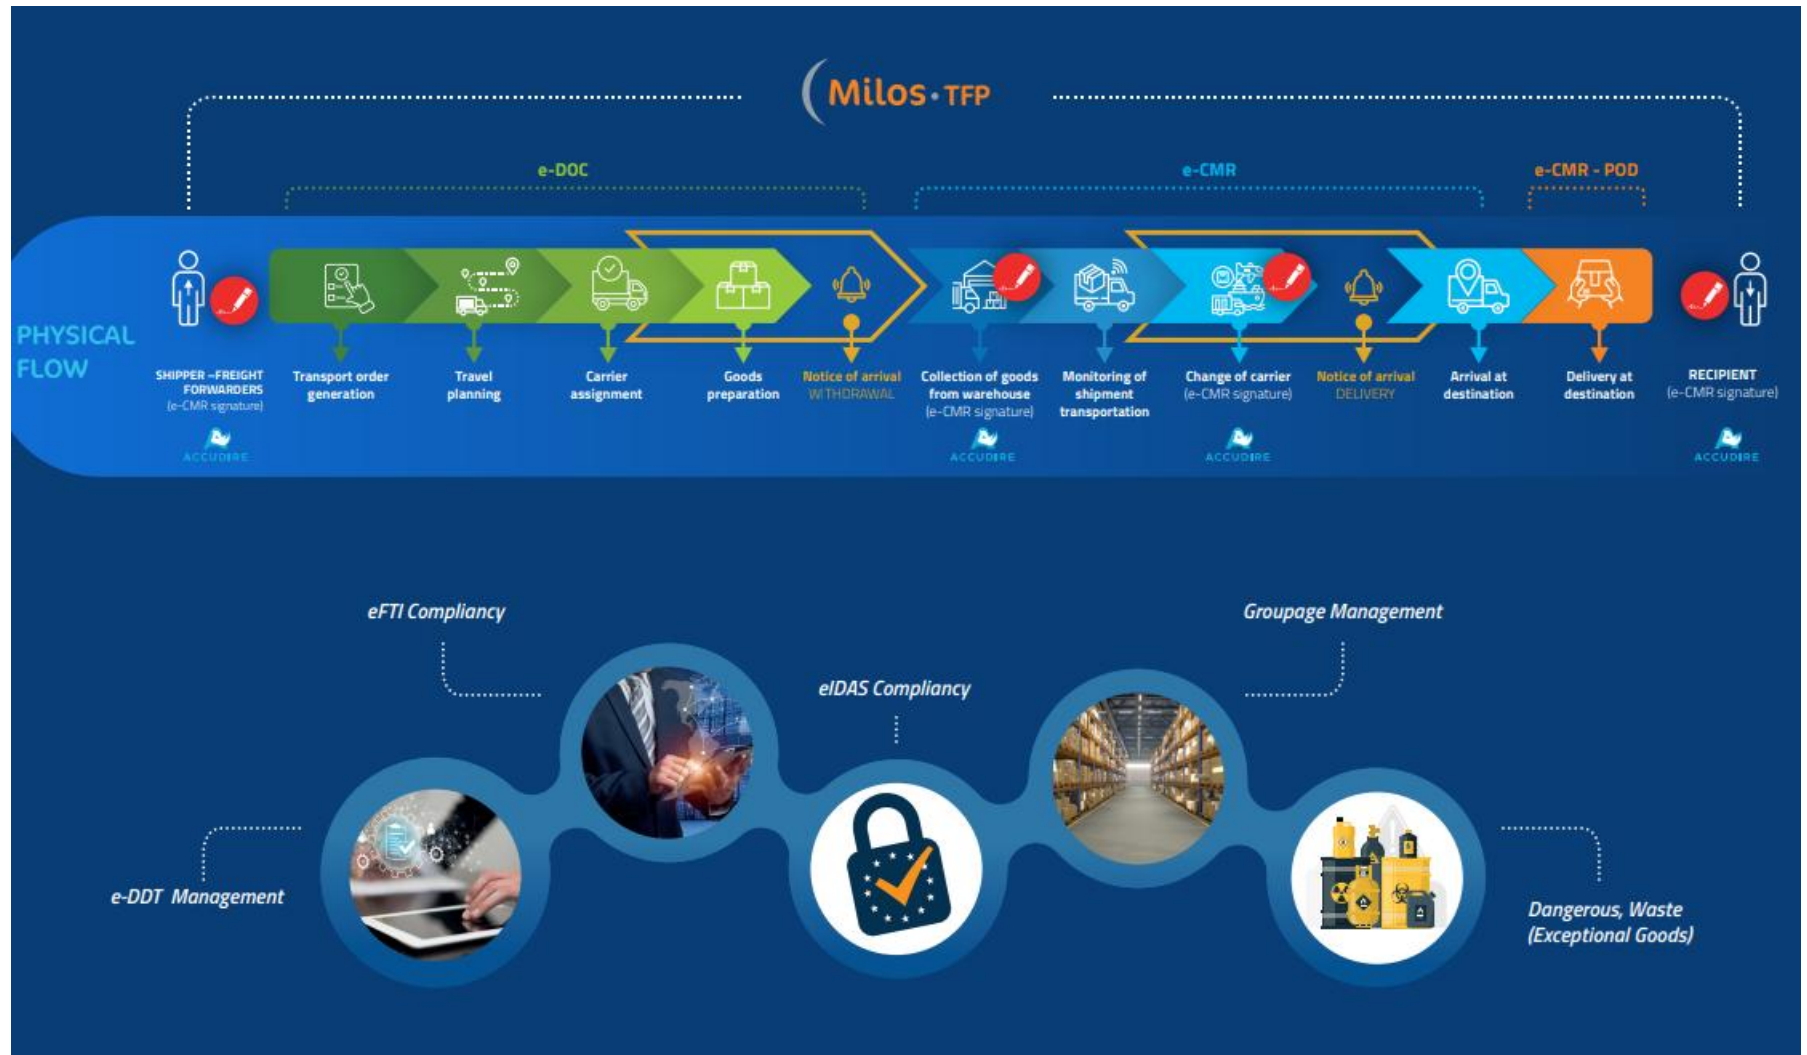 Milos • TFP
e-DOC
e-CMR
e-CMR - POD
PHYSICAL
FLOW
SHIPPER –FREIGHT
FORWARDERS
(e-CMR signature)
ACCUDIRE
Transport order
generation
Travel
planning
Carrier
assignment
Goods
preparation
Notice of arrival
WITHDRAWAL
Collection of goods
from warehouse
(e-CMR signature)
ACCUDIRE
Monitoring of
shipment
transportation
Change of carrier
(e-CMR signature)
ACCUDIRE
Notice of arrival
DELIVERY
Arrival at
destination
Delivery at
destination
RECIPIENT
(e-CMR signature)
ACCUDIRE
eFTI Compliancy
Groupage Management
eIDAS Compliancy
e-DDT Management
Dangerous, Waste
(Exceptional Goods)